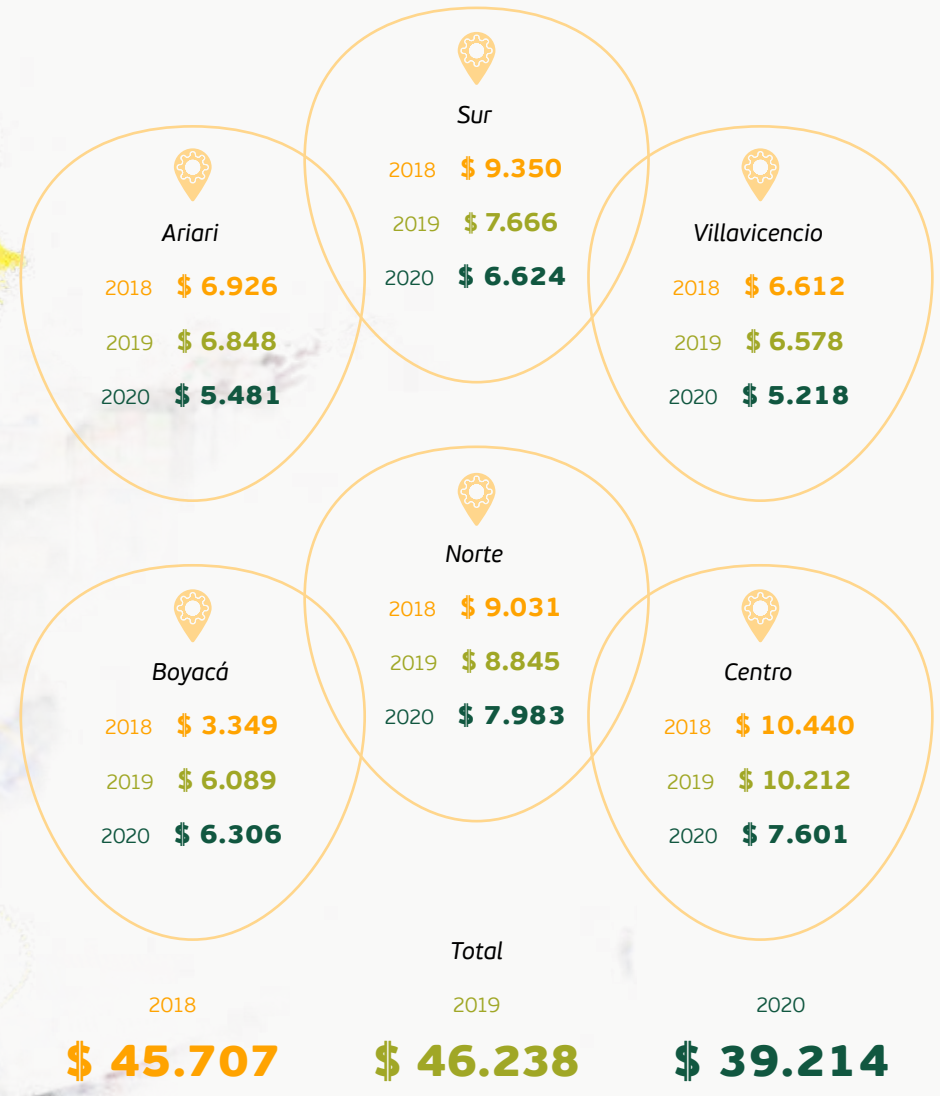 Sur
2018 $ 9.350
2019 $ 7.666
2020 $ 6.624
Ariari
2018 $ 6.926
2019 $ 6.848
2020 $ 5.481
Villavicencio
2018 $ 6.612
2019 $ 6.578
2020 $ 5.218
Norte
2018 $ 9.031
2019 $ 8.845
2020 $ 7.983
Boyacá
2018 $ 3.349
2019 $ 6.089
2020 $ 6.306
Centro
2018 $ 10.440
2019 $ 10.212
2020 $ 7.601
Total
2018
$ 45.707
2019
$ 46.238
2020
$ 39.214